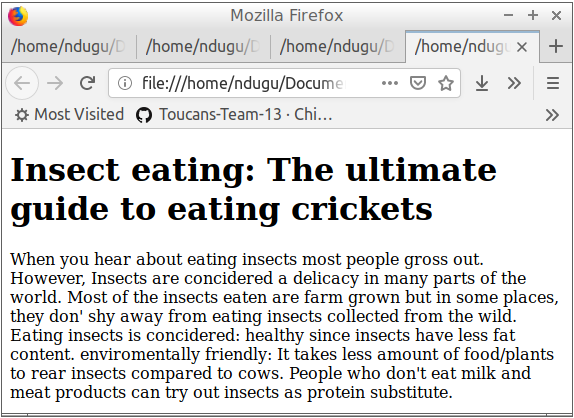 Mozilla Firefox
/home/ndugu/D /home/ndugu/D /home/ndugu/D /home/ndugu
file:///home/ndugu/Docume
Most Visited Toucans-Team-13 · Chi...
Insect eating: The ultimate
guide to eating crickets
When you hear about eating insects most people gross out.
However, Insects are concidered a delicacy in many parts of the
world. Most of the insects eaten are farm grown but in some places,
they don' shy away from eating insects collected from the wild.
Eating insects is concidered: healthy since insects have less fat
content. enviromentally friendly: It takes less amount of food/plants
to rear insects compared to cows. People who don't eat milk and
meat products can try out insects as protein substitute.